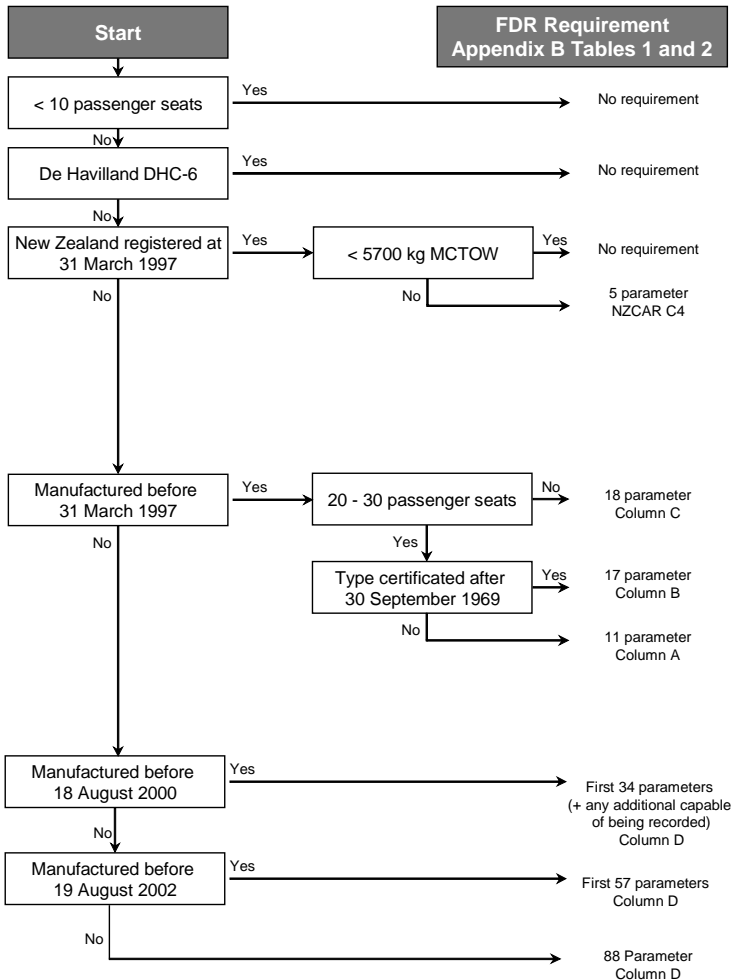 Start
FDR Requirement
Appendix B Tables 1 and 2
< 10 passenger seats
Yes
No requirement
No
De Havilland DHC-6
Yes
No requirement
No
New Zealand registered at
31 March 1997
Yes
< 5700 kg MCTOW
Yes
No requirement
No
No
5 parameter
NZCAR C4
Manufactured before
31 March 1997
Yes
20 - 30 passenger seats
No
18 parameter
Column C
No
Yes
Type certificated after
30 September 1969
Yes
17 parameter
Column B
No
11 parameter
Column A
Manufactured before
18 August 2000
Yes
First 34 parameters
(+ any additional capable
of being recorded)
Column D
No
Manufactured before
19 August 2002
Yes
First 57 parameters
Column D
No
88 Parameter
Column D